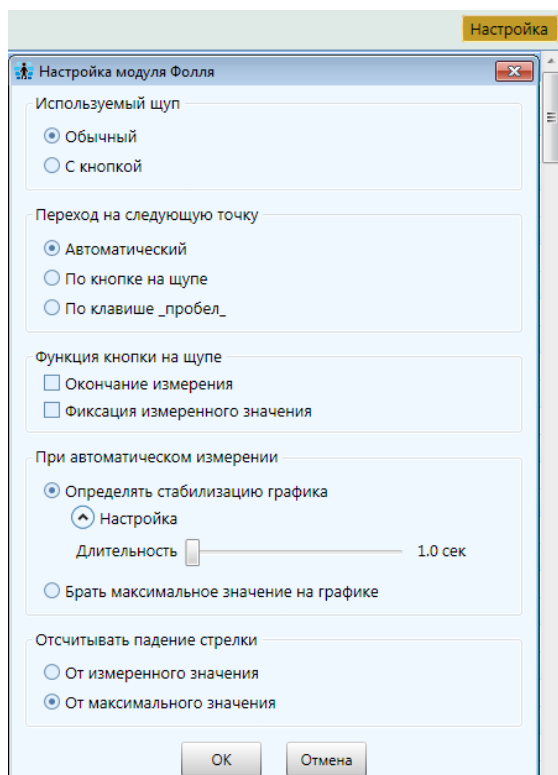 Настройка
Настройка модуля Фолля
Используемый щуп
Обычный
С кнопкой
Переход на следующую точку
Автоматический
По кнопке на щупе
По клавише _пробел_
Функция кнопки на щупе
Окончание измерения
Фиксация измеренного значения
При автоматическом измерении
Определять стабилизацию графика
Настройка
Длительность 1.0 сек
Брать максимальное значение на графике
Отсчитывать падение стрелки
От измеренного значения
От максимального значения
ОК Отмена